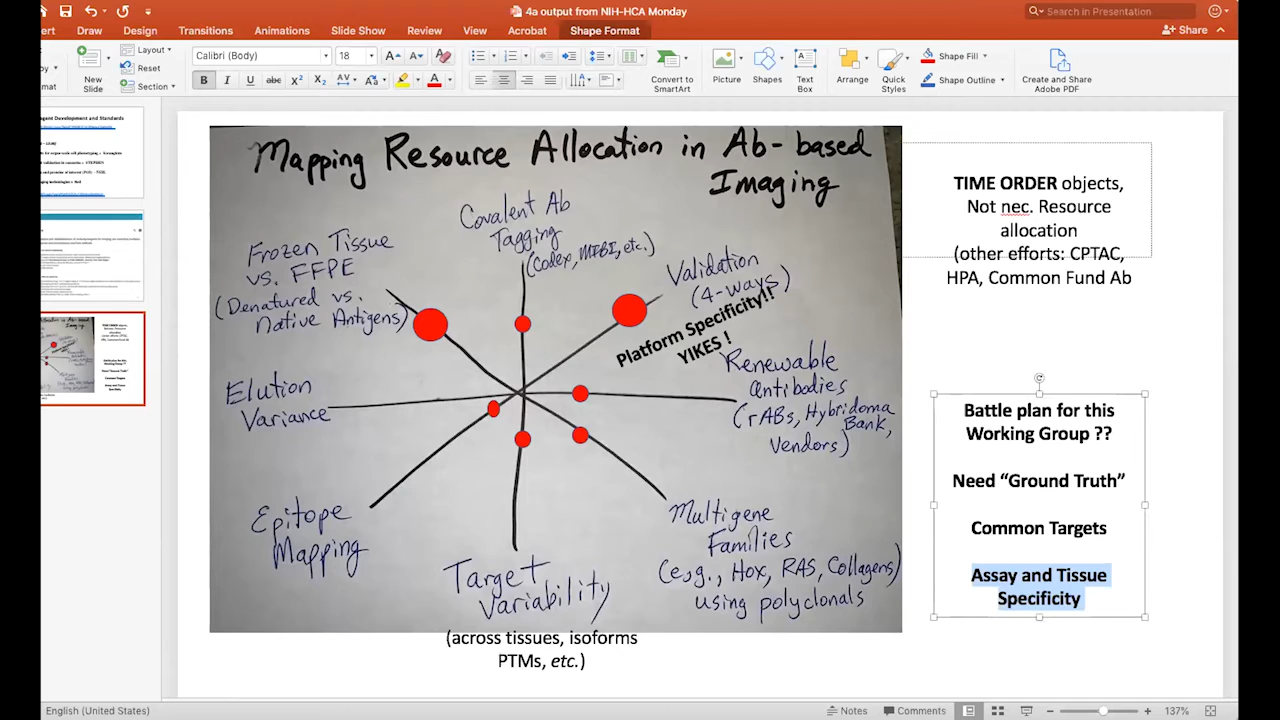 4a output from NIH-HCA Monday
Search in Presentation
Draw Design Transitions Animations Slide Show Review View Acrobat Shape Format
Share
Layout
Reset
Section
New
Slide
Calibri (Body)
18
Convert to
SmartArt
Picture
Shapes
Text
Box
Arrange
Quick
Styles
Shape Fill
Shape Outline
Create and Share
Adobe PDF
Mapping Resource Allocation in Ab-based
Imaging
Covalent Ab
Tagging
(Codex, MIBI, etc.)
Frozen Tissue
vs. FFPE
(Denatured vs.
Native Antigens)
Validation
(4-ways)
Platform Specificity!!
YIKES !
Renewable
antibodies
(rABs, Hybridoma
Bank,
Vendors)
Elution
Variance
Epitope
Mapping
Target
Variability
(across tissues, isoforms
PTMs, etc.)
Multigene
Families
(e.g., Hox, RAS, Collagens)
using polyclonals
TIME ORDER objects,
Not nec. Resource
allocation
(other efforts: CPTAC,
HPA, Common Fund Ab
Battle plan for this
Working Group ??
Need “Ground Truth”
Common Targets
Assay and Tissue
Specificity
English (United States)
Notes
Comments
137%